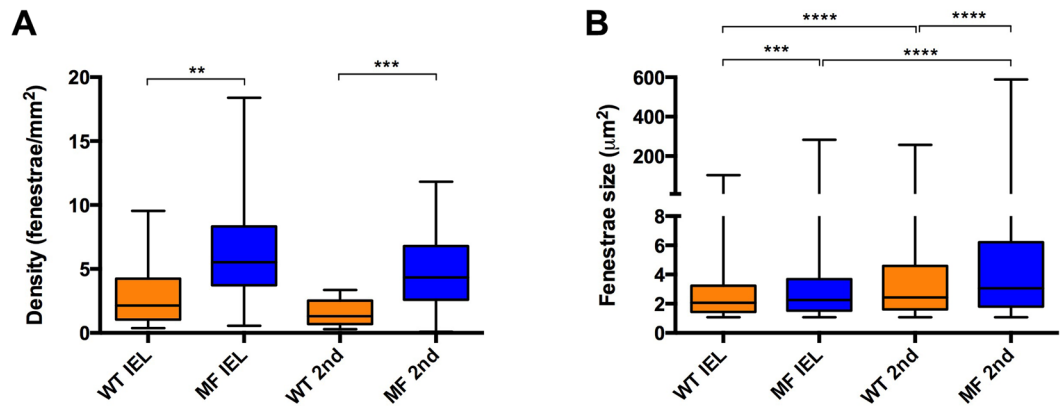 A
**
***
20
15
10
5
0
Density (fenestrae/mm²)
WT IEL
MF IEL
WT 2nd
MF 2nd
B
****
****
***
****
600
400
200
8
6
4
2
0
Fenestrae size (μm²)
WT IEL
MF IEL
WT 2nd
MF 2nd